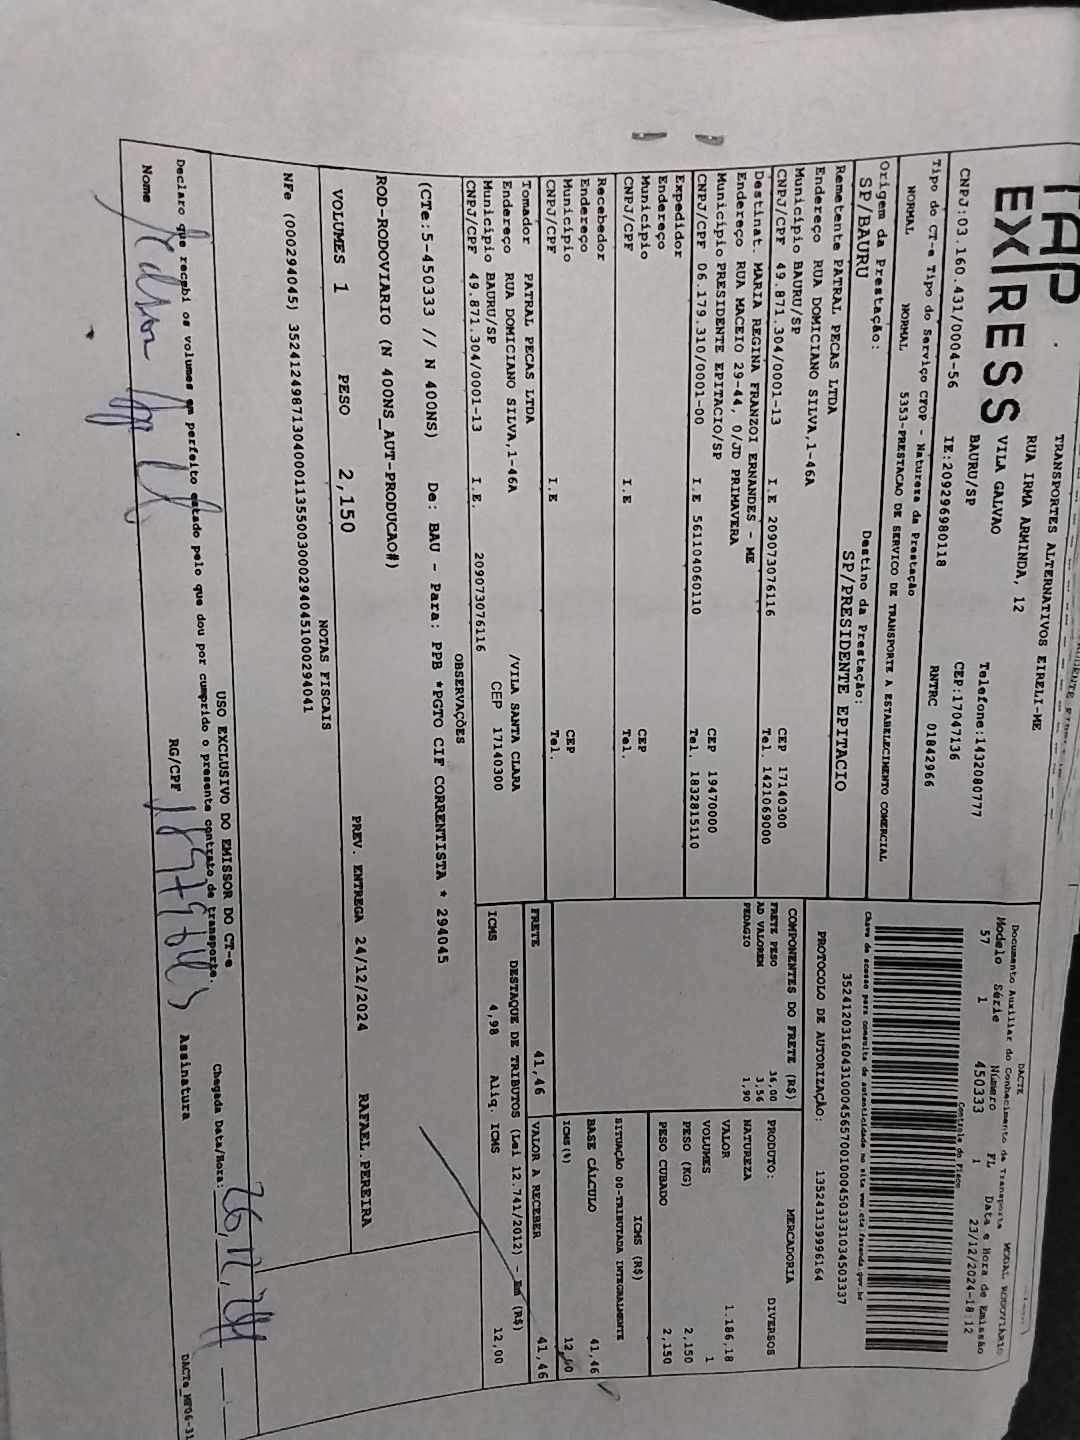 TAP
EXPRESS
TRANSPORTES ALTERNATIVOS EIRELI-ME
RUA IRMA ARMINDA, 12
VILA GALVAO
BAURU/SP
Telefone:1432080777
CEP:17047136
CNPJ:03.160.431/0004-56
IE:209296980118
RNTRC 01842966
Tipo do CT-e Tipo do Serviço CFOP - Natureza da Prestação
NORMAL NORMAL 5353-PRESTACAO DE SERVICO DE TRANSPORTE A ESTABELECIMENTO COMERCIAL
Origem da Prestação: Destino da Prestação:
SP/BAURU SP/PRESIDENTE EPITACIO
DACTE
Documento Auxiliar do Conhecimento de Transporte MODAL RODOVIÁRIO
Modelo Série Número FL Data e Hora de Emissão
57 1 450333 1 23/12/2024-18:12
Controle do Fisco
Chave de acesso para consulta de autenticidade no site www.cte.fazenda.gov.br
PROTOCOLO DE AUTORIZAÇÃO: 135243139996164
Remetente PATRAL PECAS LTDA
Endereço RUA DOMICIANO SILVA,1-46A
Município BAURU/SP CEP 17140300
CNPJ/CPF 49.871.304/0001-13 I.E 209073076116 Tel. 1421069000
Destinat. MARIA REGINA FRANZOI ERNANDES - ME
Endereço RUA MACEIO 29-44, 0/JD PRIMAVERA
Município PRESIDENTE EPITACIO/SP CEP 19470000
CNPJ/CPF 06.179.310/0001-00 I.E 561104060110 Tel. 1832815110
Expedidor
Endereço
Município CEP
CNPJ/CPF I.E Tel.
Recebedor
Endereço
Município CEP
CNPJ/CPF I.E Tel.
Tomador PATRAL PECAS LTDA
Endereço RUA DOMICIANO SILVA,1-46A /VILA SANTA CLARA
Município BAURU/SP CEP 17140300
CNPJ/CPF 49.871.304/0001-13 I.E. 209073076116
COMPONENTES DO FRETE (R$)
FRETE PESO 36,00
AD VALOREM 3,56
PEDAGIO 1,90
MERCADORIA
PRODUTO: DIVERSOS
NATUREZA
VALOR 1.186,18
VOLUMES 1
PESO (KG) 2,150
PESO CUBADO 2,150
ICMS (R$)
SITUAÇÃO 00-TRIBUTADA INTEGRALMENTE
BASE CÁLCULO 41,46
ICMS (%) 12,00
FRETE 41,46 VALOR A RECEBER 41,46
DESTAQUE DE TRIBUTOS (Lei 12.741/2012) - Em (R$)
ICMS 4,98 Aliq. ICMS 12,00
OBSERVAÇÕES
(CTe:5-450333 // N 400NS) De: BAU - Para: PPB *PGTO CIF CORRENTISTA * 294045
ROD-RODOVIARIO (N 400NS_AUT-PRODUCAO#)
VOLUMES 1 PESO 2,150 PREV. ENTREGA 24/12/2024 RAFAEL.PEREIRA
NOTAS FISCAIS
USO EXCLUSIVO DO EMISSOR DO CT-e
Declaro que recebi os volumes em perfeito estado pelo que dou por cumprido o presente contrato de transporte.
Chegada Data/Hora: 26,12,24
Nome RG/CPF Assinatura
DACTe_MF06-31